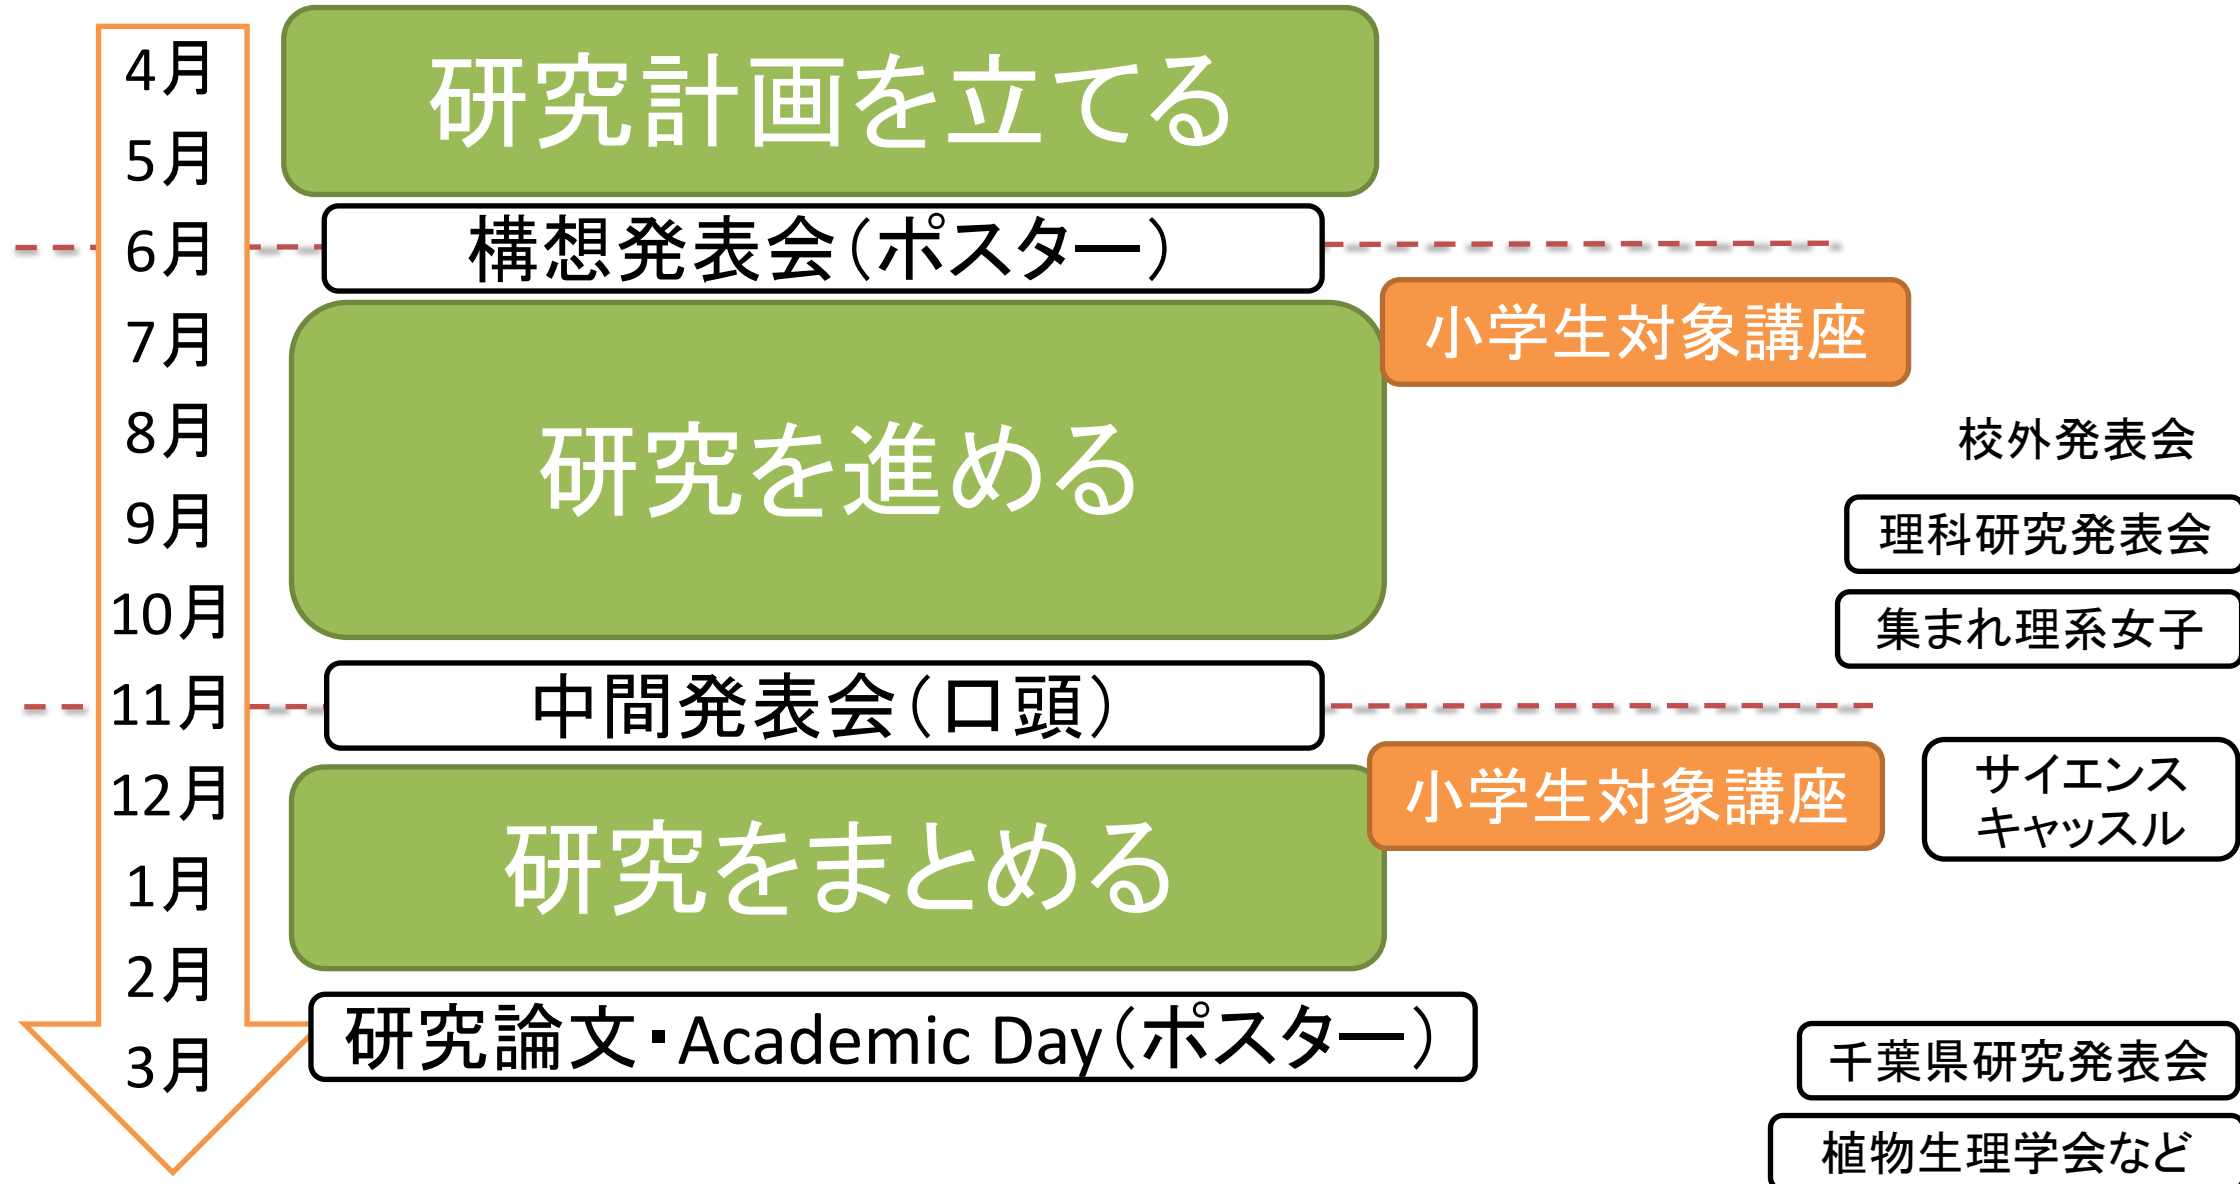 4月
研究計画を立てる
5月
6月
構想発表会(ポスター)
7月
小学生対象講座
8月
研究を進める
校外発表会
9月
理科研究発表会
10月
集まれ理系女子
11月
中間発表会(口頭)
12月
小学生対象講座
サイエンス
キャッスル
1月
研究をまとめる
2月
3月
研究論文・Academic Day(ポスター)
千葉県研究発表会
植物生理学会など